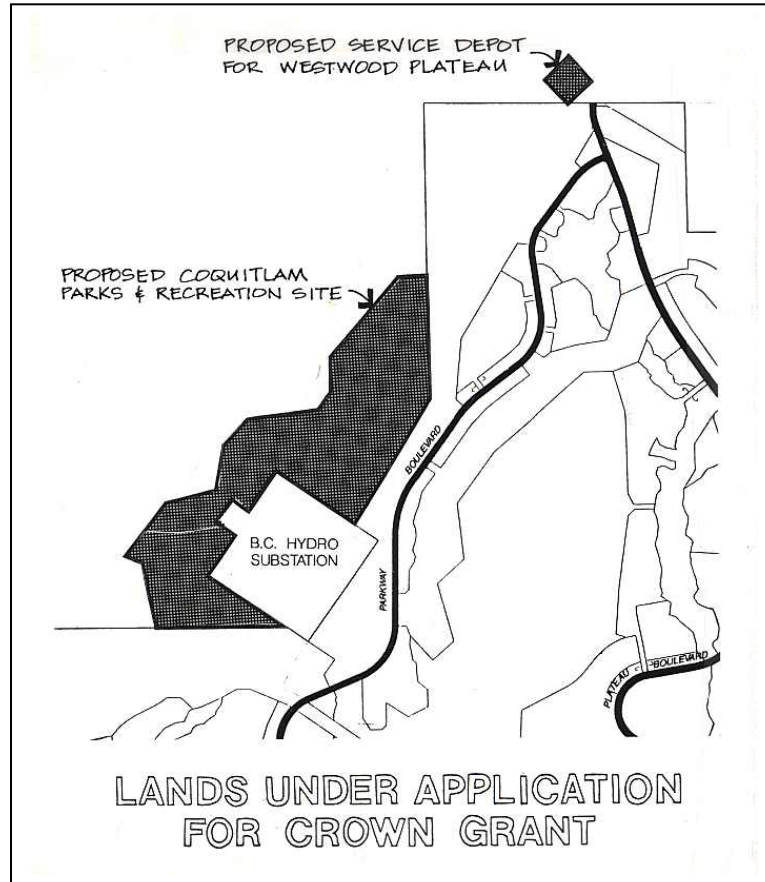 PROPOSED SERVICE DEPOT
FOR WESTWOOD PLATEAU
PROPOSED COQUITLAM
PARKS & RECREATION SITE
BOULEVARD
B.C. HYDRO
SUBSTATION
PARKWAY
PLATEAU BOULEVARD
LANDS UNDER APPLICATION
FOR CROWN GRANT